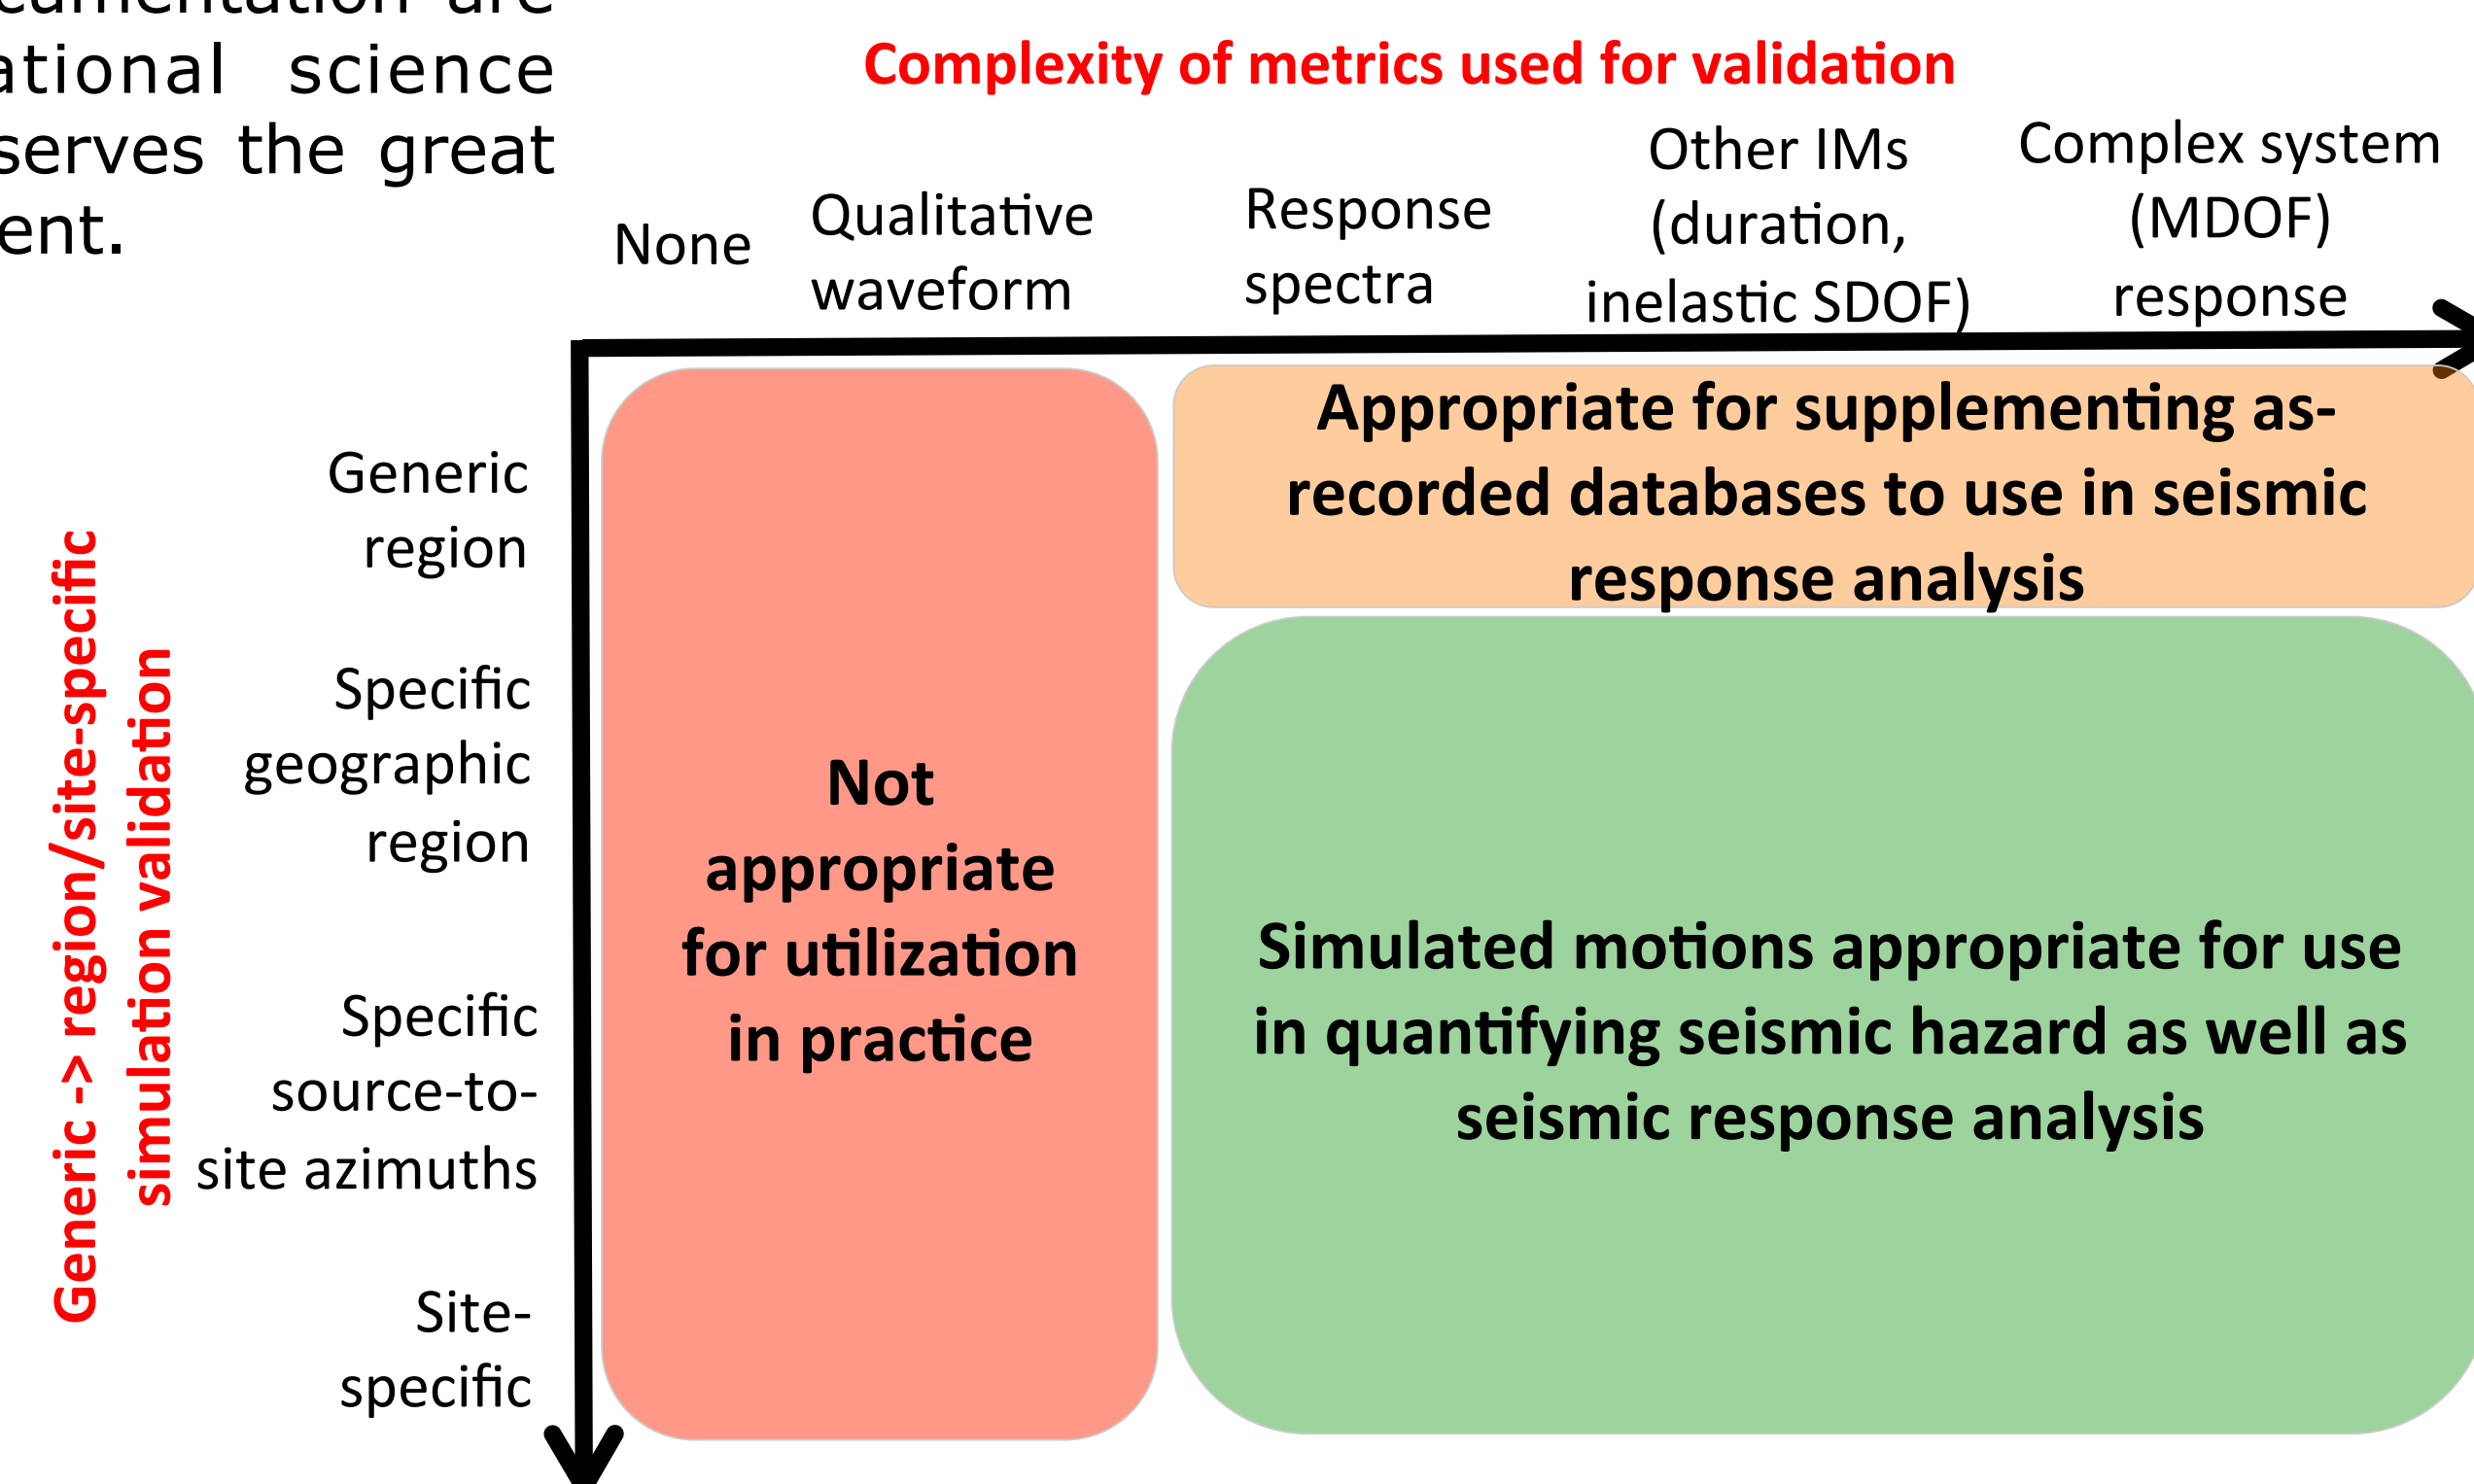 are
ational science
serves the great
ent.
Complexity of metrics used for validation
None
Qualitative
waveform
Response
spectra
Other IMs
(duration,
inelastic SDOF)
Complex system
(MDOF)
response
Generic -> region/site-specific
simulation validation
Generic
region
Specific
geographic
region
Specific
source-to-
site azimuths
Site-
specific
Not
appropriate
for utilization
in practice
Appropriate for supplementing as-
recorded databases to use in seismic
response analysis
Simulated motions appropriate for use
in quantifying seismic hazard as well as
seismic response analysis